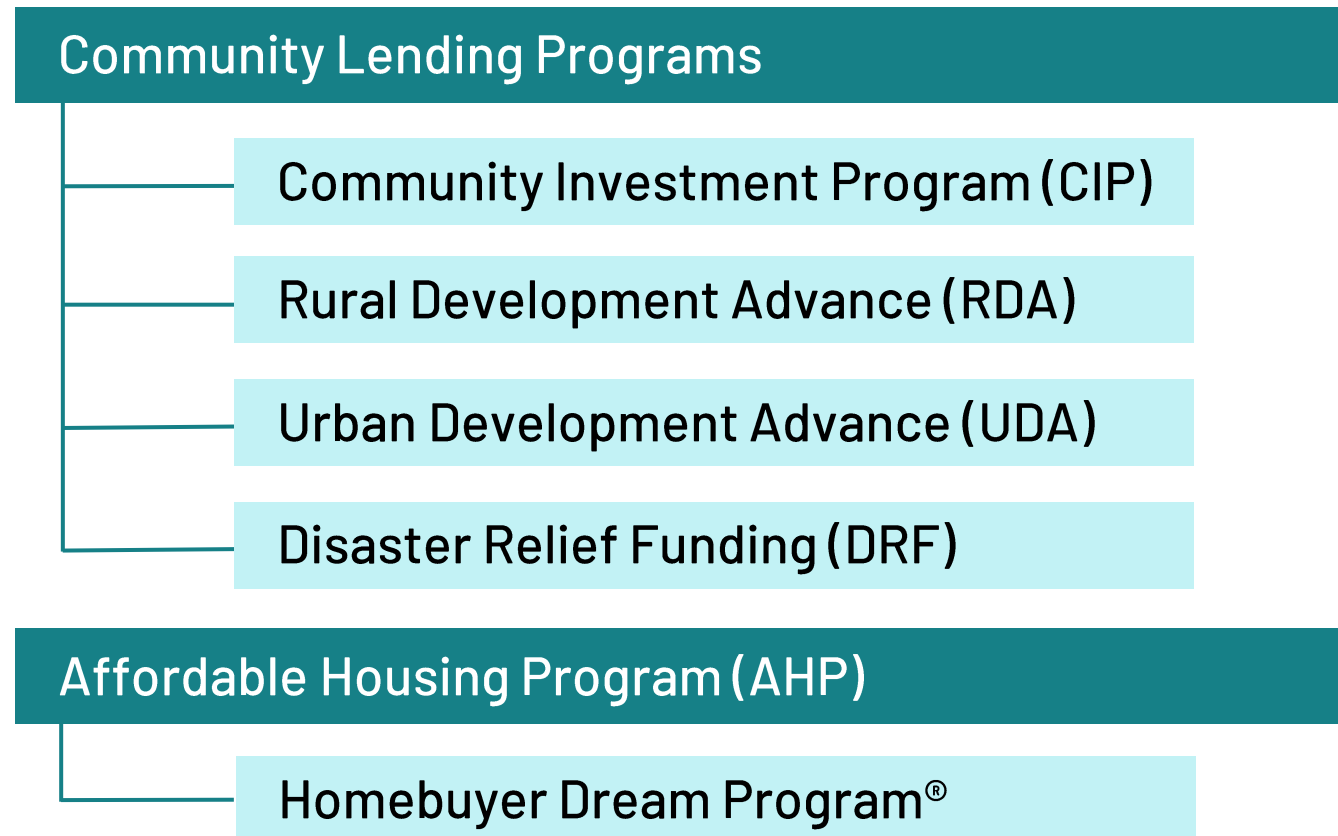 Community Lending Programs
Community Investment Program (CIP)
Rural Development Advance (RDA)
Urban Development Advance (UDA)
Disaster Relief Funding (DRF)
Affordable Housing Program (AHP)
Homebuyer Dream Program®